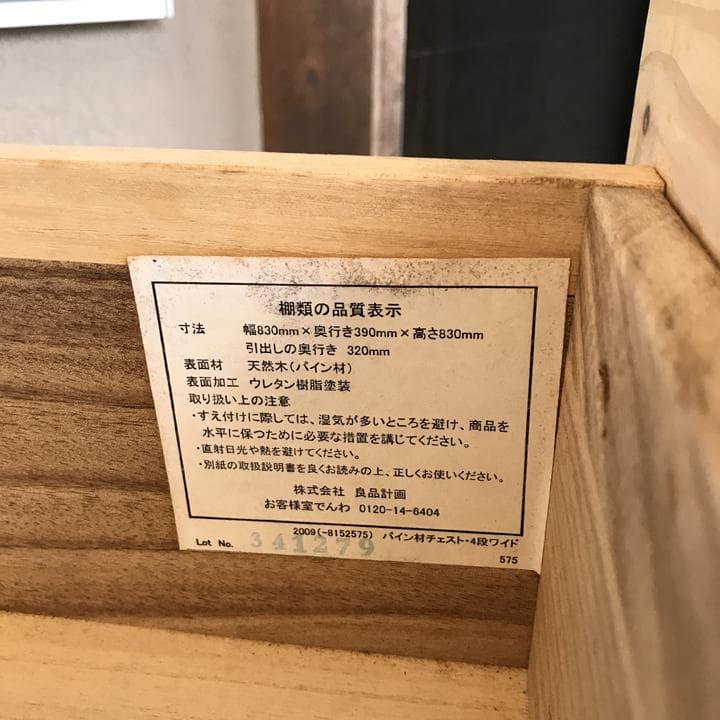 棚類の品質表示
寸法 幅830mm×奥行き390mm×高さ830mm
引出しの奥行き 320mm
表面材 天然木(パイン材)
表面加工 ウレタン樹脂塗装
取り扱い上の注意
・すえ付けに際しては、湿気が多いところを避け、商品を
水平に保つために必要な措置を講じてください。
・直射日光や熱を避けてください。
・別紙の取扱説明書を良くお読みの上、正しくお使いください。
株式会社 良品計画
お客様室でんわ 0120-14-6404
2009(-8152575) パイン材チェスト・4段ワイド
Lot No. 341279
575